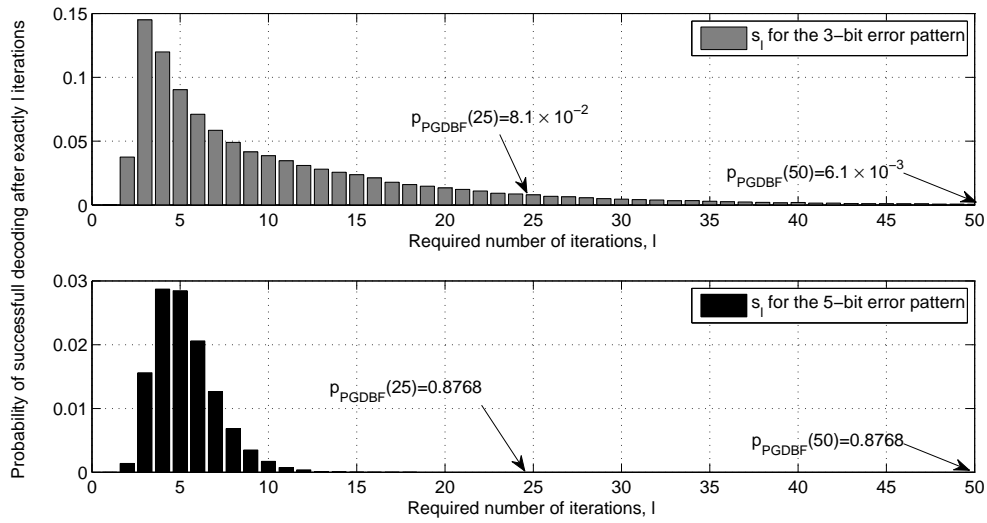 Probability of successfull decoding after exactly l iterations
0.15
0.1
0.05
0
s_l for the 3−bit error pattern
p_PGDBF(25)=8.1 × 10^−2
p_PGDBF(50)=6.1 × 10^−3
0 5 10 15 20 25 30 35 40 45 50
Required number of iterations, l
0.03
0.02
0.01
0
s_l for the 5−bit error pattern
p_PGDBF(25)=0.8768
p_PGDBF(50)=0.8768
0 5 10 15 20 25 30 35 40 45 50
Required number of iterations, l